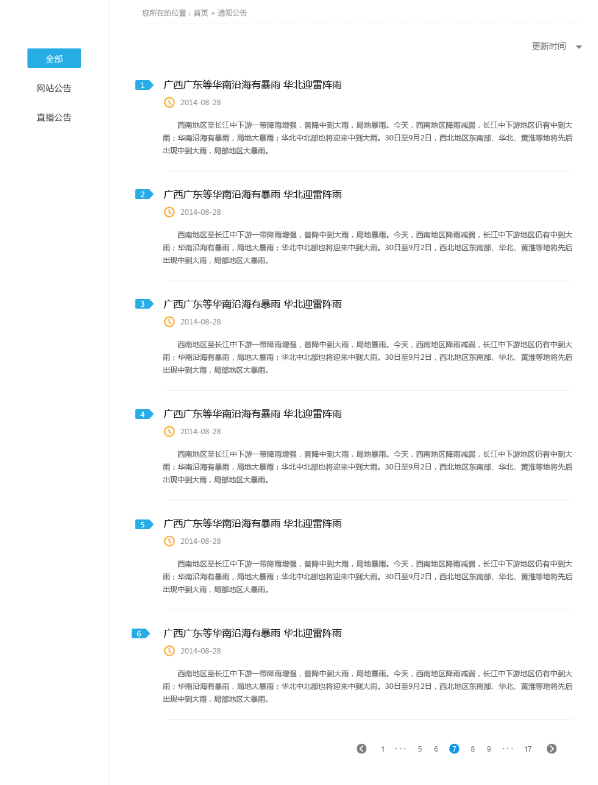 您所在的位置：首页 > 通知公告
全部
网站公告
直播公告
更新时间
1 广西广东等华南沿海有暴雨 华北迎雷阵雨
2014-08-28
西南地区至长江中下游一带降雨增强，普降中到大雨，局地暴雨。今天，西南地区降雨减弱，长江中下游地区仍有中到大
雨；华南沿海有暴雨，局地大暴雨；华北中北部也将迎来中到大雨。30日至9月2日，西北地区东南部、华北、黄淮等地将先后
出现中到大雨，局部地区大暴雨。
2 广西广东等华南沿海有暴雨 华北迎雷阵雨
2014-08-28
西南地区至长江中下游一带降雨增强，普降中到大雨，局地暴雨。今天，西南地区降雨减弱，长江中下游地区仍有中到大
雨；华南沿海有暴雨，局地大暴雨；华北中北部也将迎来中到大雨。30日至9月2日，西北地区东南部、华北、黄淮等地将先后
出现中到大雨，局部地区大暴雨。
3 广西广东等华南沿海有暴雨 华北迎雷阵雨
2014-08-28
西南地区至长江中下游一带降雨增强，普降中到大雨，局地暴雨。今天，西南地区降雨减弱，长江中下游地区仍有中到大
雨；华南沿海有暴雨，局地大暴雨；华北中北部也将迎来中到大雨。30日至9月2日，西北地区东南部、华北、黄淮等地将先后
出现中到大雨，局部地区大暴雨。
4 广西广东等华南沿海有暴雨 华北迎雷阵雨
2014-08-28
西南地区至长江中下游一带降雨增强，普降中到大雨，局地暴雨。今天，西南地区降雨减弱，长江中下游地区仍有中到大
雨；华南沿海有暴雨，局地大暴雨；华北中北部也将迎来中到大雨。30日至9月2日，西北地区东南部、华北、黄淮等地将先后
出现中到大雨，局部地区大暴雨。
5 广西广东等华南沿海有暴雨 华北迎雷阵雨
2014-08-28
西南地区至长江中下游一带降雨增强，普降中到大雨，局地暴雨。今天，西南地区降雨减弱，长江中下游地区仍有中到大
雨；华南沿海有暴雨，局地大暴雨；华北中北部也将迎来中到大雨。30日至9月2日，西北地区东南部、华北、黄淮等地将先后
出现中到大雨，局部地区大暴雨。
6 广西广东等华南沿海有暴雨 华北迎雷阵雨
2014-08-28
西南地区至长江中下游一带降雨增强，普降中到大雨，局地暴雨。今天，西南地区降雨减弱，长江中下游地区仍有中到大
雨；华南沿海有暴雨，局地大暴雨；华北中北部也将迎来中到大雨。30日至9月2日，西北地区东南部、华北、黄淮等地将先后
出现中到大雨，局部地区大暴雨。
1 ··· 5 6 7 8 9 ··· 17